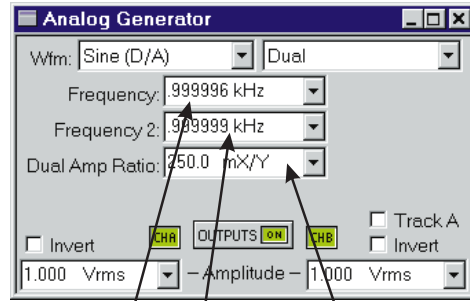 Analog Generator
Wfm: Sine (D/A) Dual
Frequency: .999996 kHz
Frequency 2: .999999 kHz
Dual Amp Ratio: 250.0 mX/Y
Track A
Invert CHA OUTPUTS ON CHB Invert
1.000 Vrms – Amplitude – 1.000 Vrms